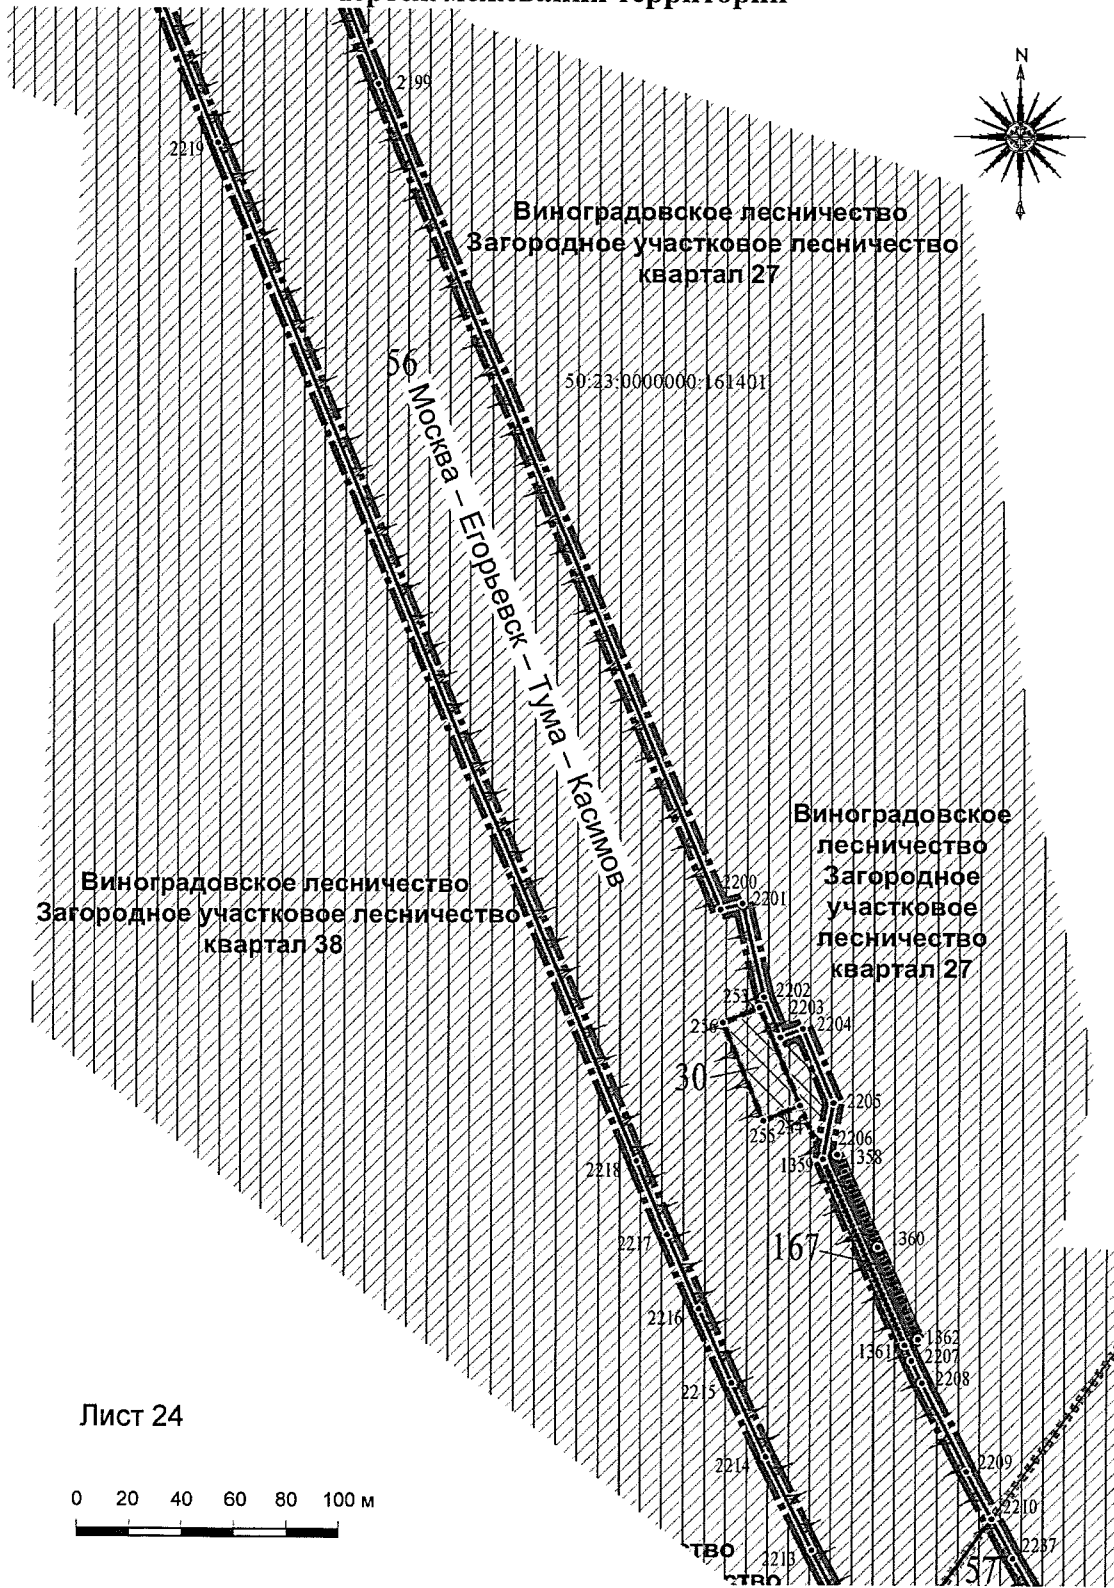 N
2199
2219
Виноградовское лесничество
Загородное участковое лесничество
квартал 27
56
50:23:0000000:161401
Москва – Егорьевск – Тума – Касимов
Виноградовское
лесничество
Загородное
участковое
лесничество
квартал 27
Виноградовское лесничество
Загородное участковое лесничество
квартал 38
2200
2201
2202
2203
2204
30
2205
2206
1358
1359
2218
2217
167
1360
2216
1362
1361
2207
2208
2215
Лист 24
2214
2209
2210
0 20 40 60 80 100 м
2213
2237
57